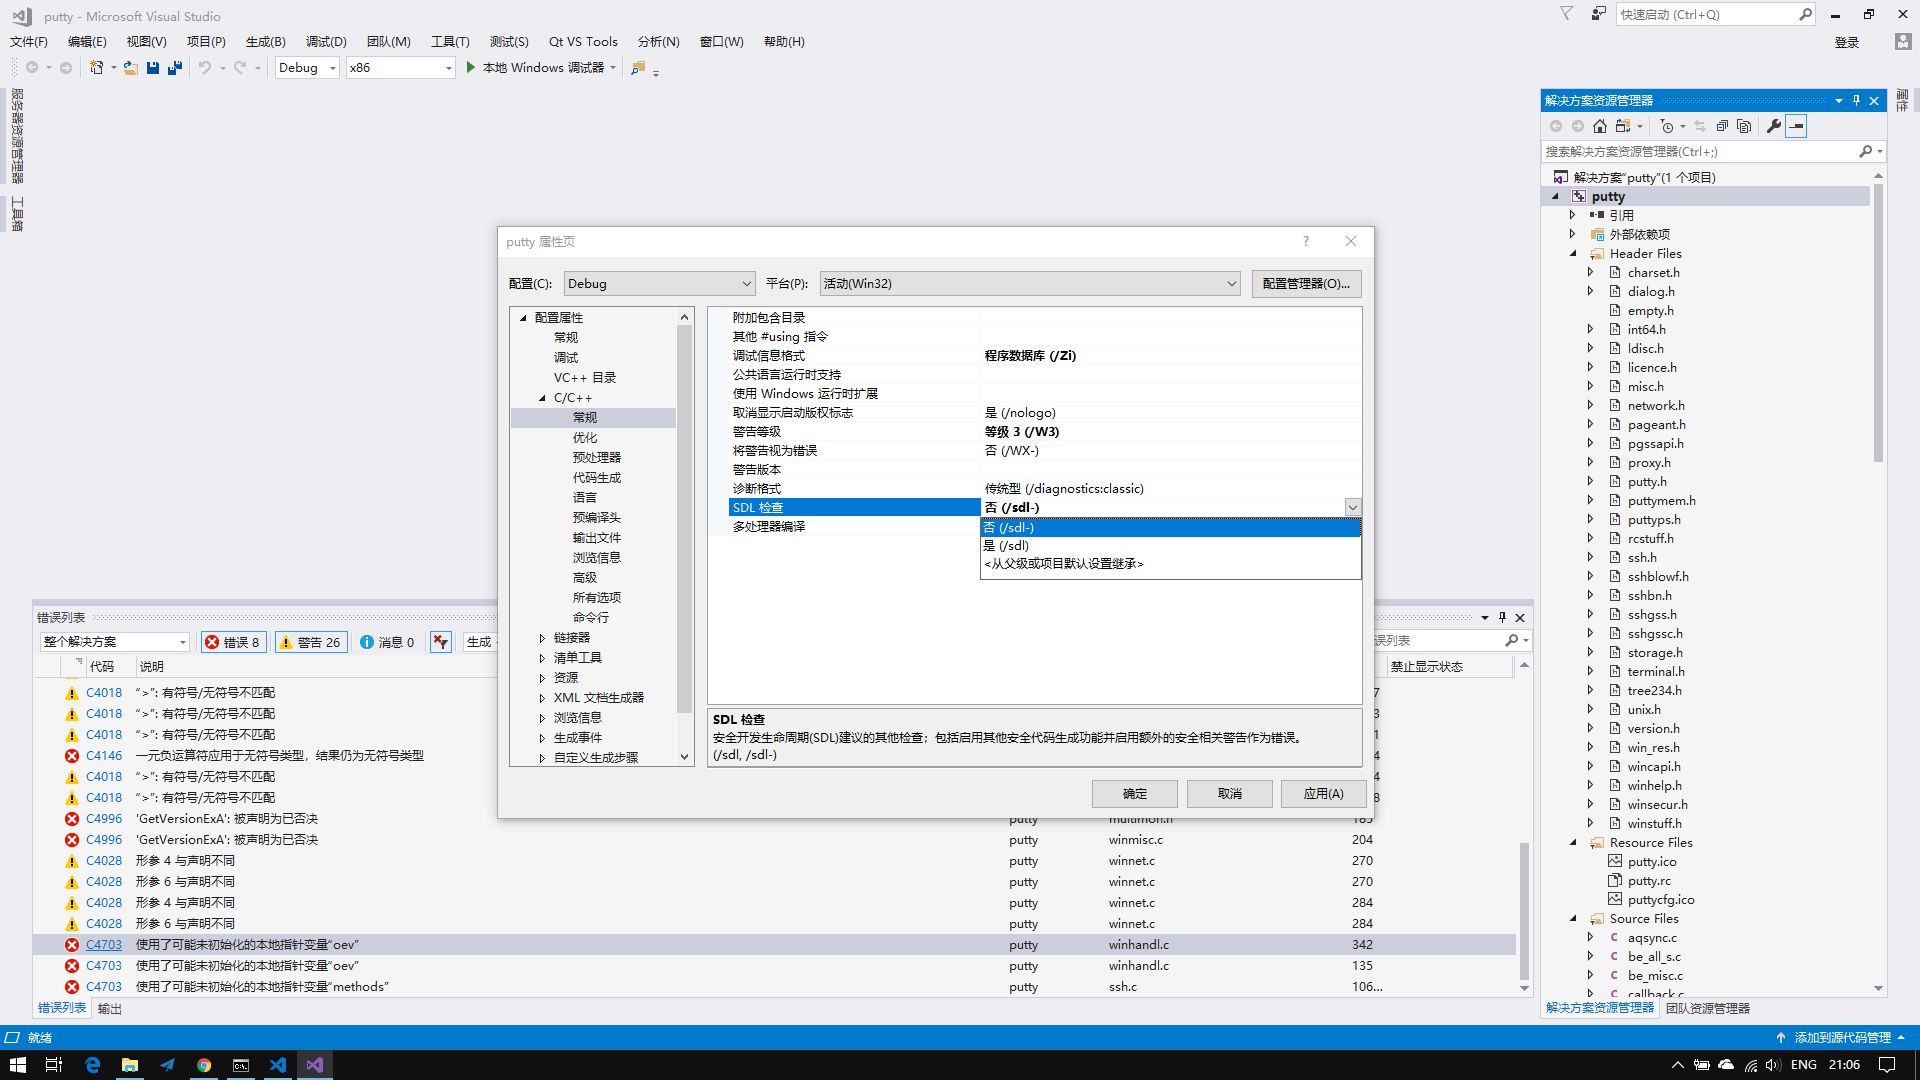 putty - Microsoft Visual Studio
快速启动 (Ctrl+Q)
文件(F) 编辑(E) 视图(V) 项目(P) 生成(B) 调试(D) 团队(M) 工具(T) 测试(S) Qt VS Tools 分析(N) 窗口(W) 帮助(H)
登录
Debug x86 本地 Windows 调试器
服务器资源管理器
工具箱
属性
解决方案资源管理器
搜索解决方案资源管理器(Ctrl+;)
解决方案"putty"(1 个项目)
putty
引用
外部依赖项
Header Files
charset.h
dialog.h
empty.h
int64.h
ldisc.h
licence.h
misc.h
network.h
pageant.h
pgssapi.h
proxy.h
putty.h
puttymem.h
puttyps.h
rcstuff.h
ssh.h
sshblowf.h
sshbn.h
sshgss.h
sshgssc.h
storage.h
terminal.h
tree234.h
unix.h
version.h
win_res.h
wincapi.h
winhelp.h
winsecur.h
winstuff.h
Resource Files
putty.ico
putty.rc
puttycfg.ico
Source Files
aqsync.c
be_all_s.c
be_misc.c
callback.c
解决方案资源管理器 团队资源管理器
putty 属性页
?
配置(C): Debug 平台(P): 活动(Win32) 配置管理器(O)...
配置属性
常规
调试
VC++ 目录
C/C++
常规
优化
预处理器
代码生成
语言
预编译头
输出文件
浏览信息
高级
所有选项
命令行
链接器
清单工具
资源
XML 文档生成器
浏览信息
生成事件
自定义生成步骤
附加包含目录
其他 #using 指令
调试信息格式 程序数据库 (/Zi)
公共语言运行时支持
使用 Windows 运行时扩展
取消显示启动版权标志 是 (/nologo)
警告等级 等级 3 (/W3)
将警告视为错误 否 (/WX-)
警告版本
诊断格式 传统型 (/diagnostics:classic)
SDL 检查 否 (/sdl-)
多处理器编译
否 (/sdl-)
是 (/sdl)
<从父级或项目默认设置继承>
SDL 检查
安全开发生命周期(SDL)建议的其他检查；包括启用其他安全代码生成功能并启用额外的安全相关警告作为错误。
(/sdl, /sdl-)
确定 取消 应用(A)
错误列表
整个解决方案 错误 8 警告 26 消息 0 生成
误列表
代码 说明 禁止显示状态
C4018 ">": 有符号/无符号不匹配 7
C4018 ">": 有符号/无符号不匹配 3
C4018 ">": 有符号/无符号不匹配 1
C4146 一元负运算符应用于无符号类型，结果仍为无符号类型 4
C4018 ">": 有符号/无符号不匹配 4
C4018 ">": 有符号/无符号不匹配 8
C4996 'GetVersionExA': 被声明为已否决 putty multimon.h 185
C4996 'GetVersionExA': 被声明为已否决 putty winmisc.c 204
C4028 形参 4 与声明不同 putty winnet.c 270
C4028 形参 6 与声明不同 putty winnet.c 270
C4028 形参 4 与声明不同 putty winnet.c 284
C4028 形参 6 与声明不同 putty winnet.c 284
C4703 使用了可能未初始化的本地指针变量"oev" putty winhandl.c 342
C4703 使用了可能未初始化的本地指针变量"oev" putty winhandl.c 135
C4703 使用了可能未初始化的本地指针变量"methods" putty ssh.c 106...
错误列表 输出
就绪
添加到源代码管理
ENG 21:06